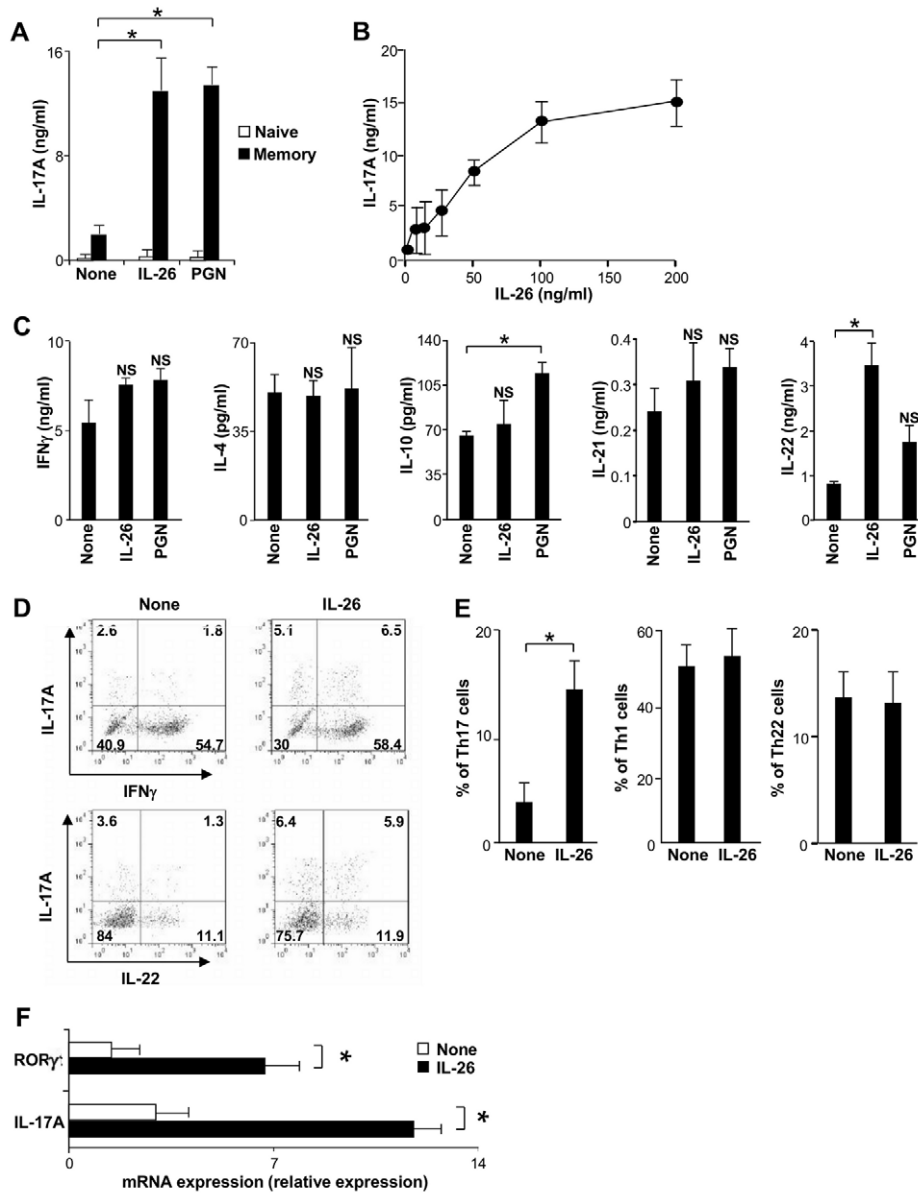 A
B
*
*
IL-17A (ng/ml)
16
8
0
Naive
Memory
None IL-26 PGN
IL-17A (ng/ml)
20
15
10
5
0
0 50 100 150 200
IL-26 (ng/ml)
C
IFNγ (ng/ml)
10
5
0
NS NS
None IL-26 PGN
IL-4 (pg/ml)
70
35
0
NS NS
None IL-26 PGN
IL-10 (pg/ml)
140
105
70
35
0
*
NS
None IL-26 PGN
IL-21 (ng/ml)
0.4
0.3
0.2
0.1
0
NS NS
None IL-26 PGN
IL-22 (ng/ml)
4
3
2
1
0
*
NS
None IL-26 PGN
D
None IL-26
IL-17A
2.6 1.8
40.9 54.7
5.1 6.5
30 58.4
IFNγ
IL-17A
3.6 1.3
84 11.1
6.4 5.9
75.7 11.9
IL-22
E
% of Th17 cells
20
10
0
*
None IL-26
% of Th1 cells
60
40
20
0
None IL-26
% of Th22 cells
20
10
0
None IL-26
F
RORγt
*
IL-17A
*
None
IL-26
0 7 14
mRNA expression (relative expression)